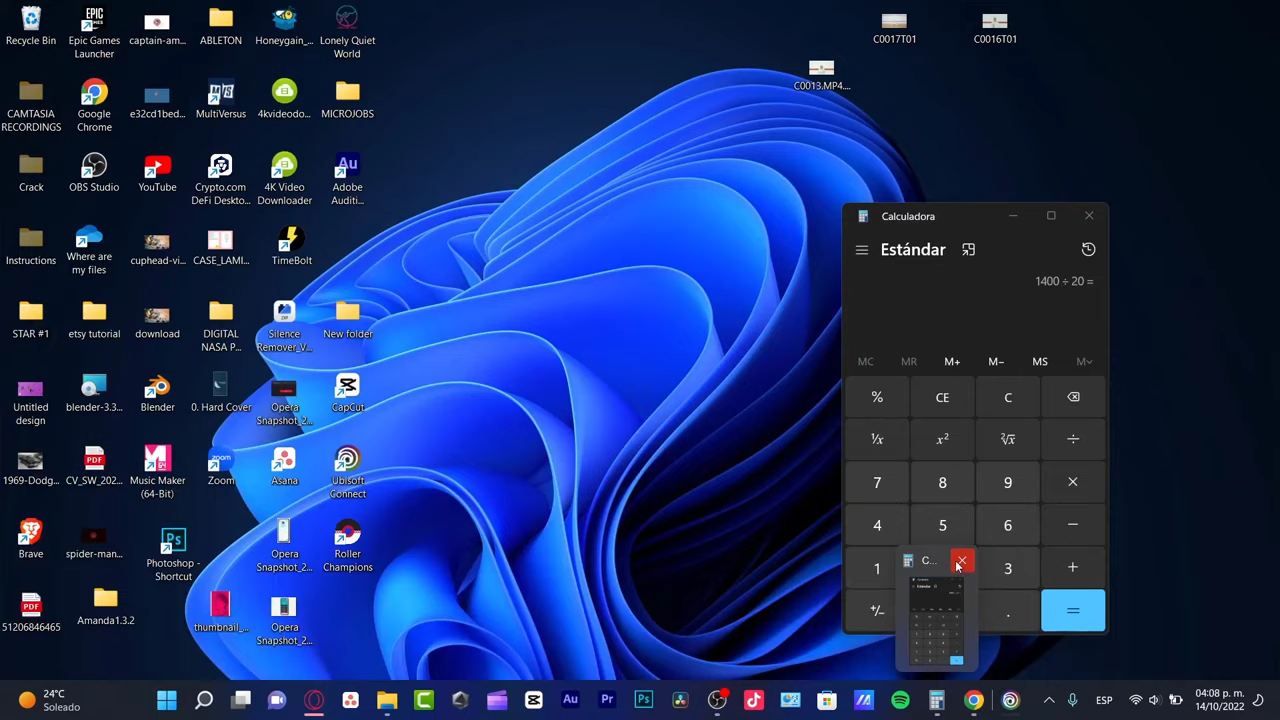 Recycle Bin
Epic Games
Launcher
captain-am...
ABLETON
Honeygain_...
Lonely Quiet
World
C0017T01
C0016T01
C0013.MP4....
CAMTASIA
RECORDINGS
Google
Chrome
e32cd1bed...
MultiVersus
4kvideodo...
MICROJOBS
Crack
OBS Studio
YouTube
Crypto.com
DeFi Deskto...
4K Video
Downloader
Adobe
Auditi...
Instructions
Where are
my files
cuphead-vi...
CASE_LAMI...
TimeBolt
STAR #1
etsy tutorial
download
DIGITAL
NASA P...
Silence
Remover_V...
New folder
Untitled
design
blender-3.3...
Blender
0. Hard Cover
Opera
Snapshot_2...
CapCut
1969-Dodg...
CV_SW_202...
Music Maker
(64-Bit)
Zoom
Asana
Ubisoft
Connect
Brave
spider-man...
Photoshop -
Shortcut
Opera
Snapshot_2...
Roller
Champions
51206846465
Amanda1.3.2
thumbnail_...
Opera
Snapshot_2...
Calculadora
Estándar
1400 ÷ 20 =
MC MR M+ M− MS M˅
% CE C
¹/x x² ²√x ÷
7 8 9 ×
4 5 6 −
1 3 +
C...
+/− . =
24°C
Soleado
ESP
04:08 p. m.
14/10/2022